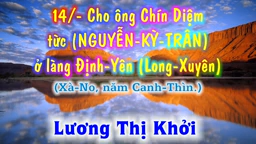 14/- Cho ông Chín Diệm
tức (NGUYỄN-KỲ-TRÂN)
ở làng Định-Yên (Long-Xuyên)
(Xà-No, năm Canh-Thìn.)
Lương Thị Khởi